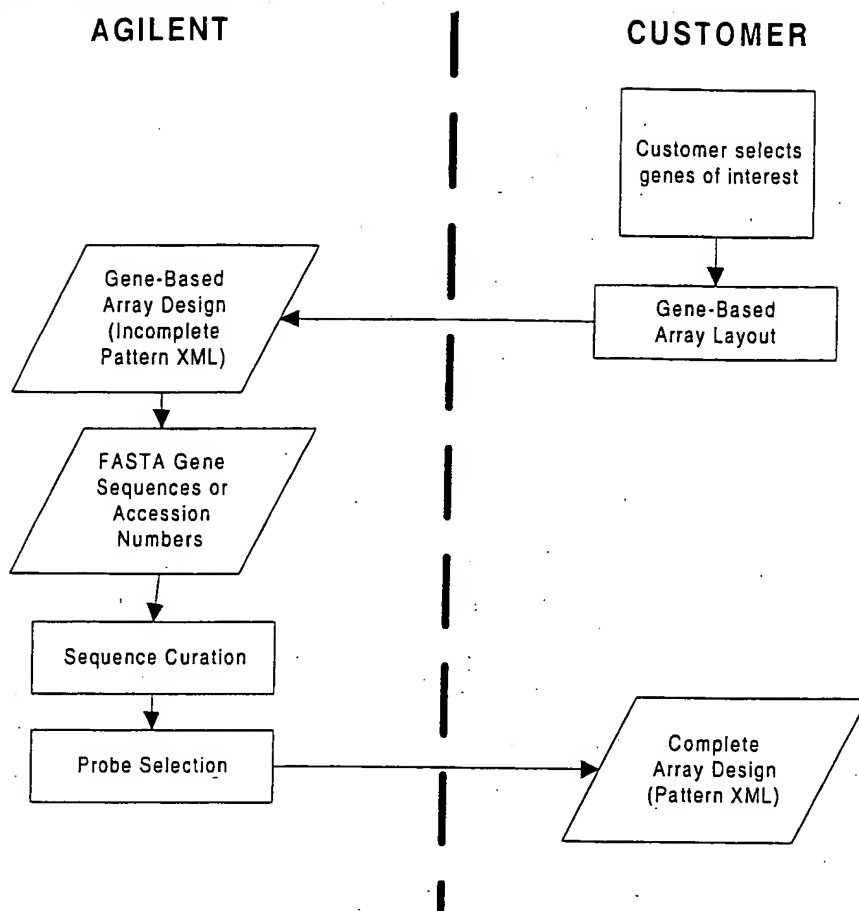 AGILENT
CUSTOMER
Customer selects
genes of interest
Gene-Based
Array Layout
Gene-Based
Array Design
(Incomplete
Pattern XML)
FASTA Gene
Sequences or
Accession
Numbers
Sequence Curation
Probe Selection
Complete
Array Design
(Pattern XML)